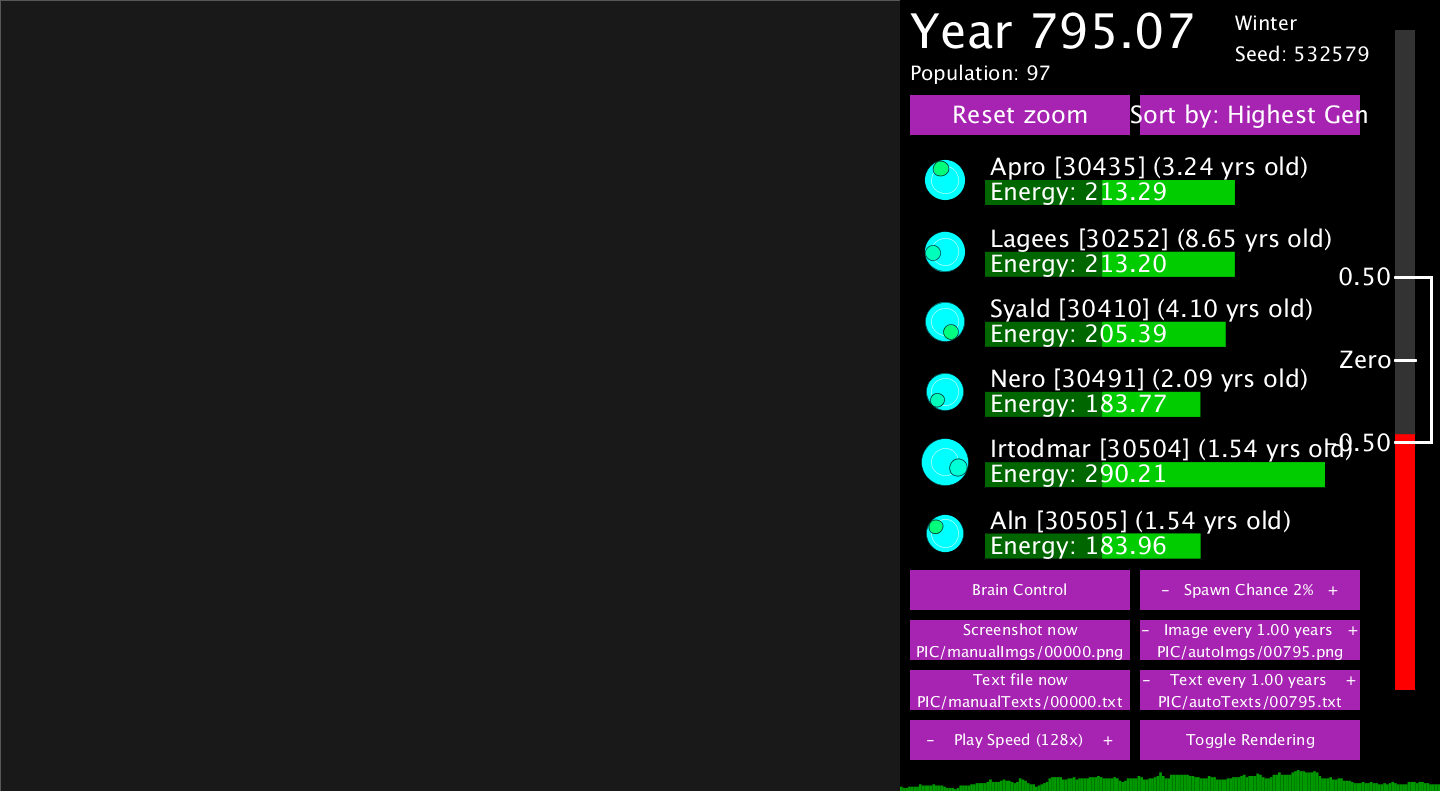 Year 795.07
Winter
Seed: 532579
Population: 97
Reset zoom
Sort by: Highest Gen
Apro [30435] (3.24 yrs old)
Energy: 213.29
Lagees [30252] (8.65 yrs old)
Energy: 213.20
0.50
Syald [30410] (4.10 yrs old)
Energy: 205.39
Zero
Nero [30491] (2.09 yrs old)
Energy: 183.77
Irtodmar [30504] (1.54 yrs old)
-0.50
Energy: 290.21
Aln [30505] (1.54 yrs old)
Energy: 183.96
Brain Control
- Spawn Chance 2% +
Screenshot now
PIC/manualImgs/00000.png
- Image every 1.00 years +
PIC/autoImgs/00795.png
Text file now
PIC/manualTexts/00000.txt
- Text every 1.00 years +
PIC/autoTexts/00795.txt
- Play Speed (128x) +
Toggle Rendering